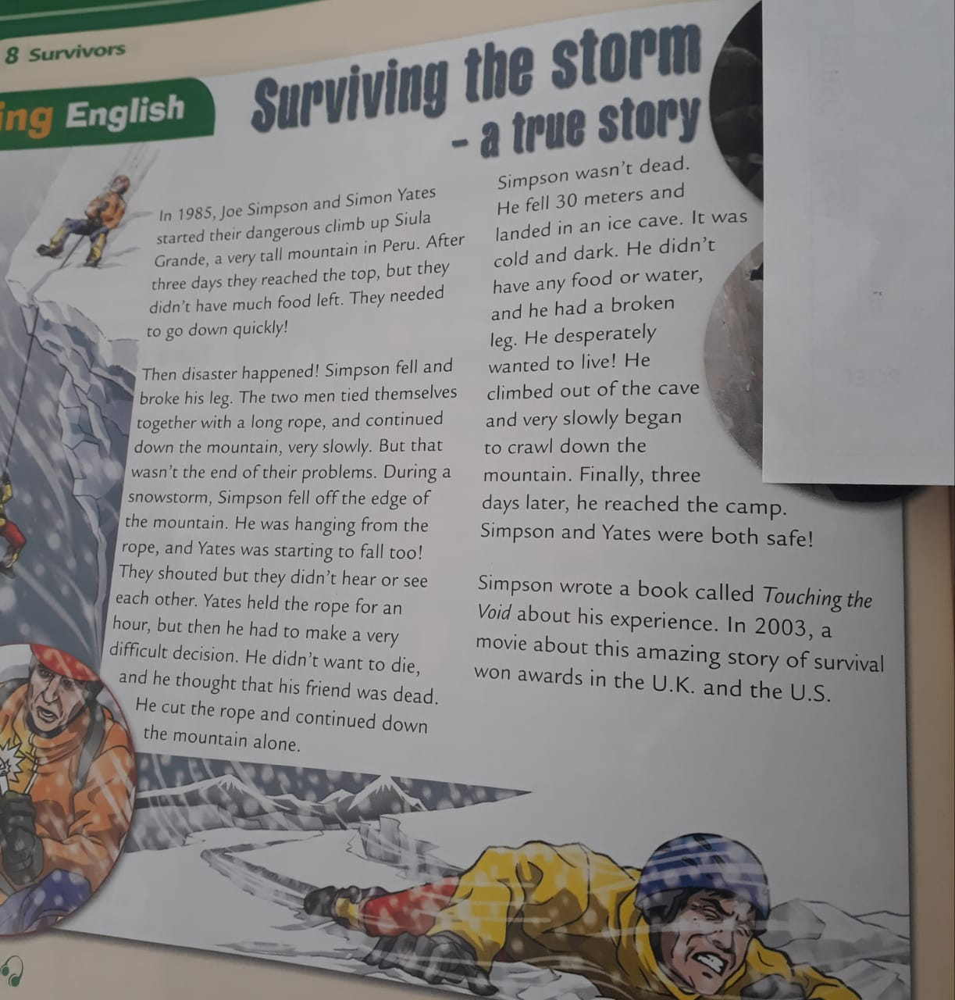 8 Survivors
ing English
Surviving the storm
- a true story
In 1985, Joe Simpson and Simon Yates
started their dangerous climb up Siula
Grande, a very tall mountain in Peru. After
three days they reached the top, but they
didn't have much food left. They needed
to go down quickly!
Then disaster happened! Simpson fell and
broke his leg. The two men tied themselves
together with a long rope, and continued
down the mountain, very slowly. But that
wasn't the end of their problems. During a
snowstorm, Simpson fell off the edge of
the mountain. He was hanging from the
rope, and Yates was starting to fall too!
They shouted but they didn't hear or see
each other. Yates held the rope for an
hour, but then he had to make a very
difficult decision. He didn't want to die,
and he thought that his friend was dead.
He cut the rope and continued down
the mountain alone.
Simpson wasn't dead.
He fell 30 meters and
landed in an ice cave. It was
cold and dark. He didn't
have any food or water,
and he had a broken
leg. He desperately
wanted to live! He
climbed out of the cave
and very slowly began
to crawl down the
mountain. Finally, three
days later, he reached the camp.
Simpson and Yates were both safe!
Simpson wrote a book called Touching the
Void about his experience. In 2003, a
movie about this amazing story of survival
won awards in the U.K. and the U.S.